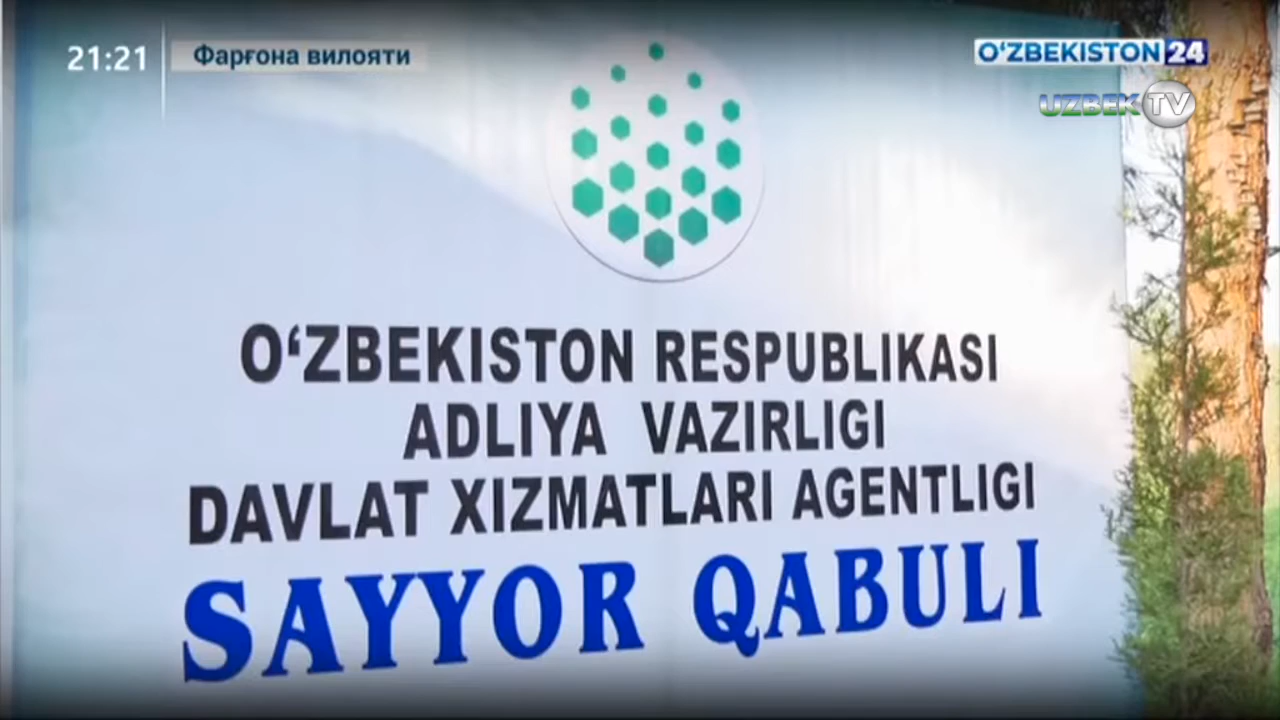 21:21
Фарғона вилояти
O‘ZBEKISTON 24
UZBEK TV
O‘ZBEKISTON RESPUBLIKASI
ADLIYA VAZIRLIGI
DAVLAT XIZMATLARI AGENTLIGI
SAYYOR QABULI